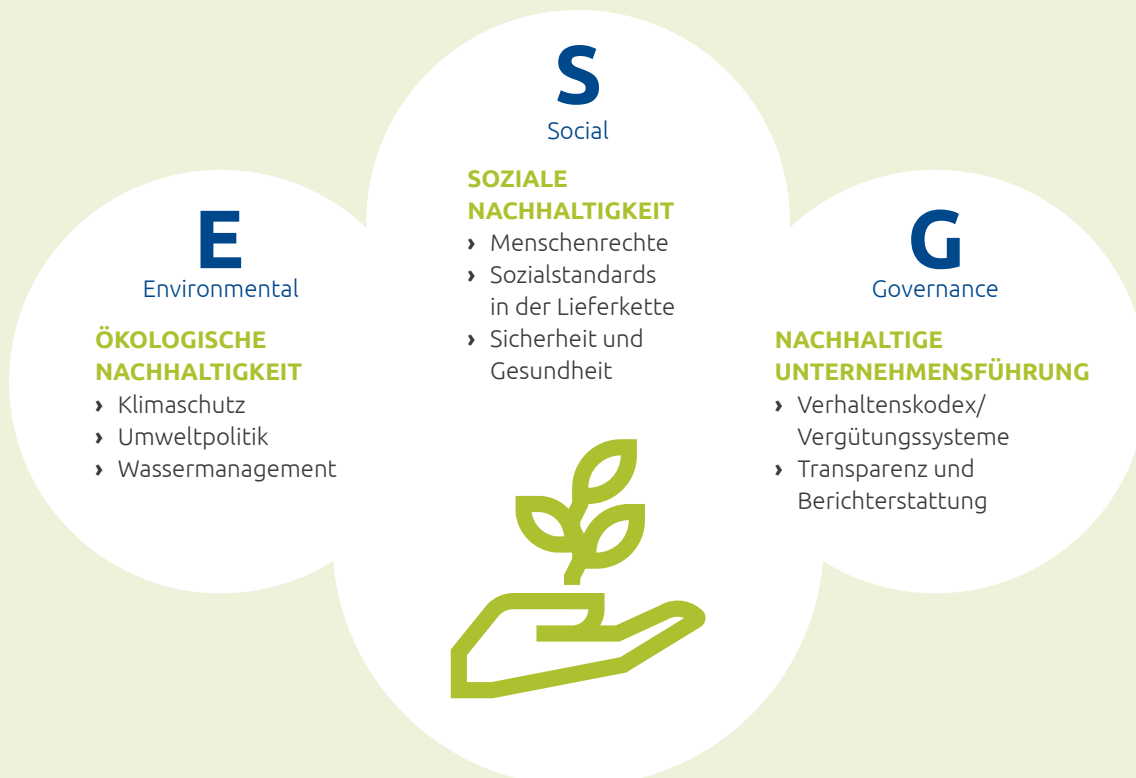 S
Social
SOZIALE
NACHHALTIGKEIT
› Menschenrechte
› Sozialstandards
in der Lieferkette
› Sicherheit und
Gesundheit
E
Environmental
ÖKOLOGISCHE
NACHHALTIGKEIT
› Klimaschutz
› Umweltpolitik
› Wassermanagement
G
Governance
NACHHALTIGE
UNTERNEHMENSFÜHRUNG
› Verhaltenskodex/
Vergütungssysteme
› Transparenz und
Berichterstattung